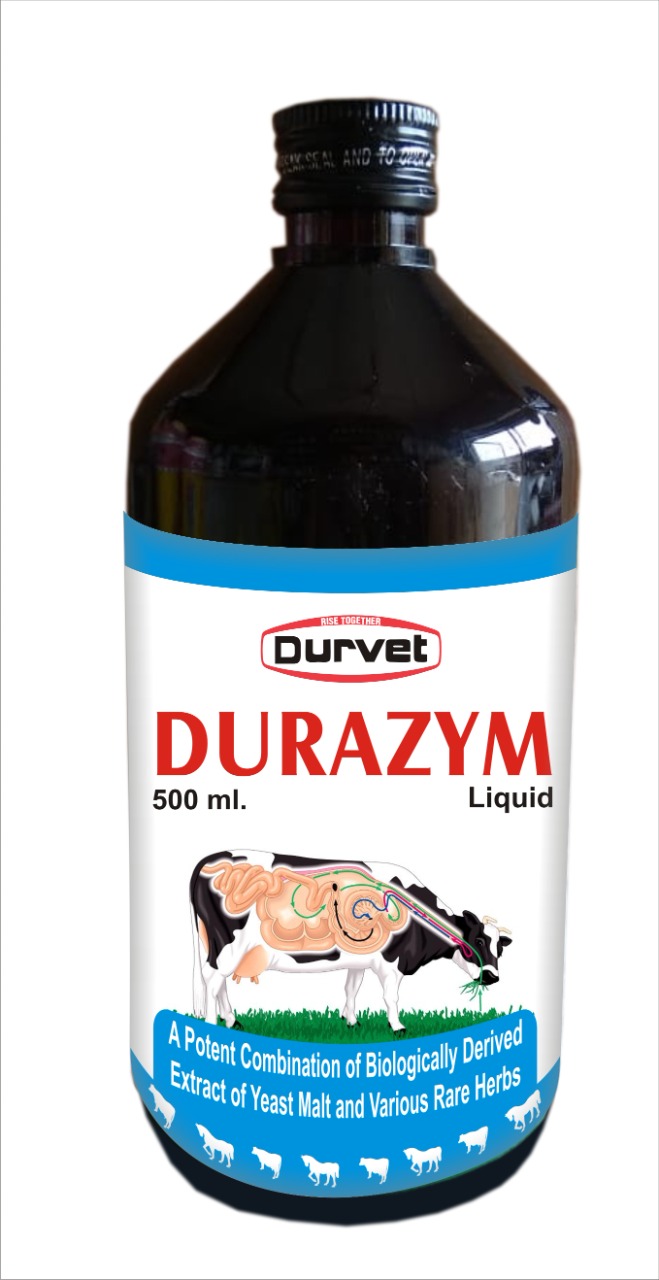 SEAL AND TO OPEN
RISE TOGETHER
Durvet
DURAZYM
500 ml.
Liquid
A Potent Combination of Biologically Derived
Extract of Yeast Malt and Various Rare Herbs